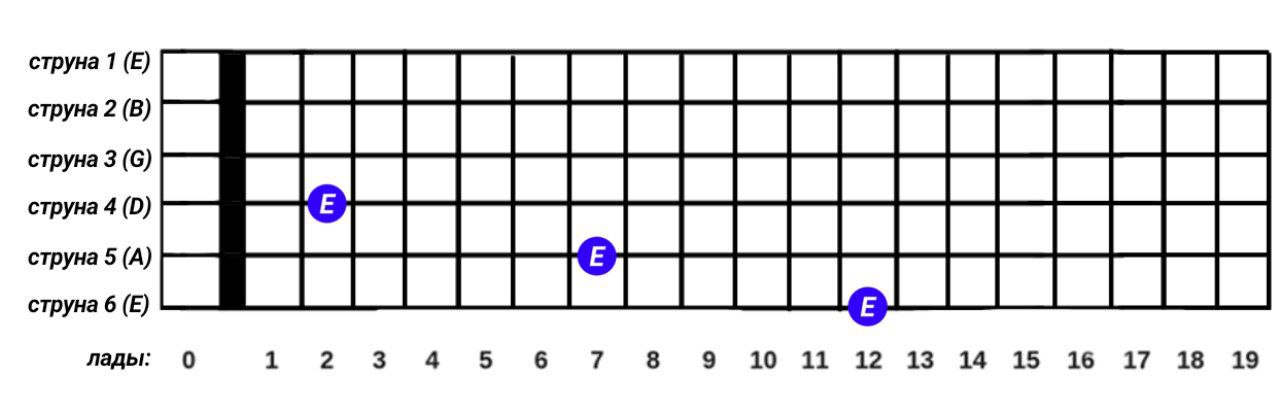 струна 1 (E)
струна 2 (B)
струна 3 (G)
струна 4 (D) E
струна 5 (A) E
струна 6 (E) E
лады: 0 1 2 3 4 5 6 7 8 9 10 11 12 13 14 15 16 17 18 19